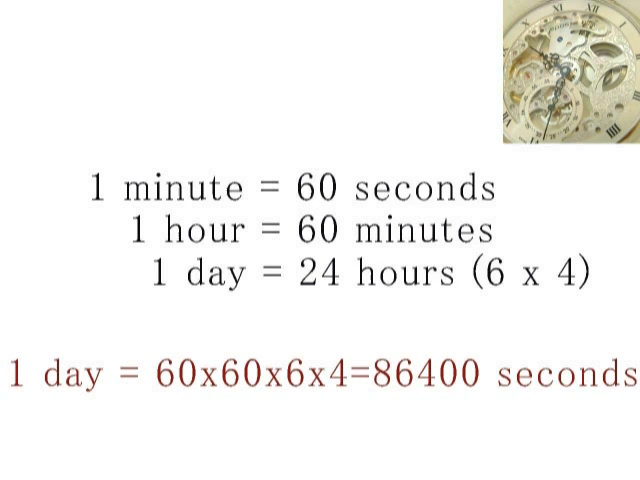 1 minute = 60 seconds
1 hour = 60 minutes
1 day = 24 hours (6 x 4)
1 day = 60x60x6x4=86400 seconds